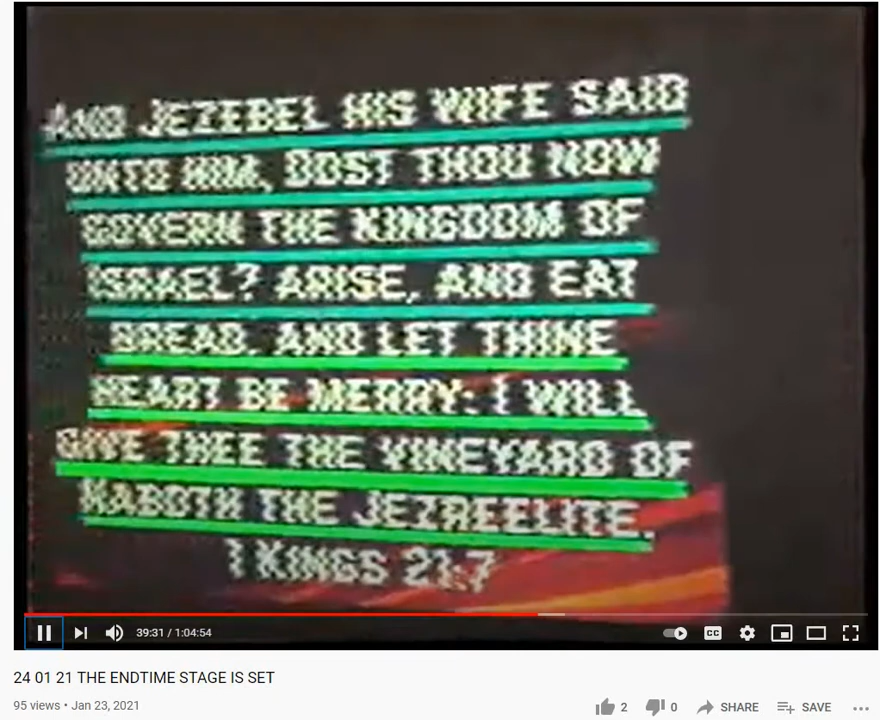 AND JEZEBEL HIS WIFE SAID
UNTO HIM, DOST THOU NOW
GOVERN THE KINGDOM OF
ISRAEL? ARISE, AND EAT
BREAD, AND LET THINE
HEART BE MERRY: I WILL
GIVE THEE THE VINEYARD OF
NABOTH THE JEZREELITE.
1 KINGS 21:7
39:31 / 1:04:54
CC
24 01 21 THE ENDTIME STAGE IS SET
95 views • Jan 23, 2021
2 0 SHARE SAVE